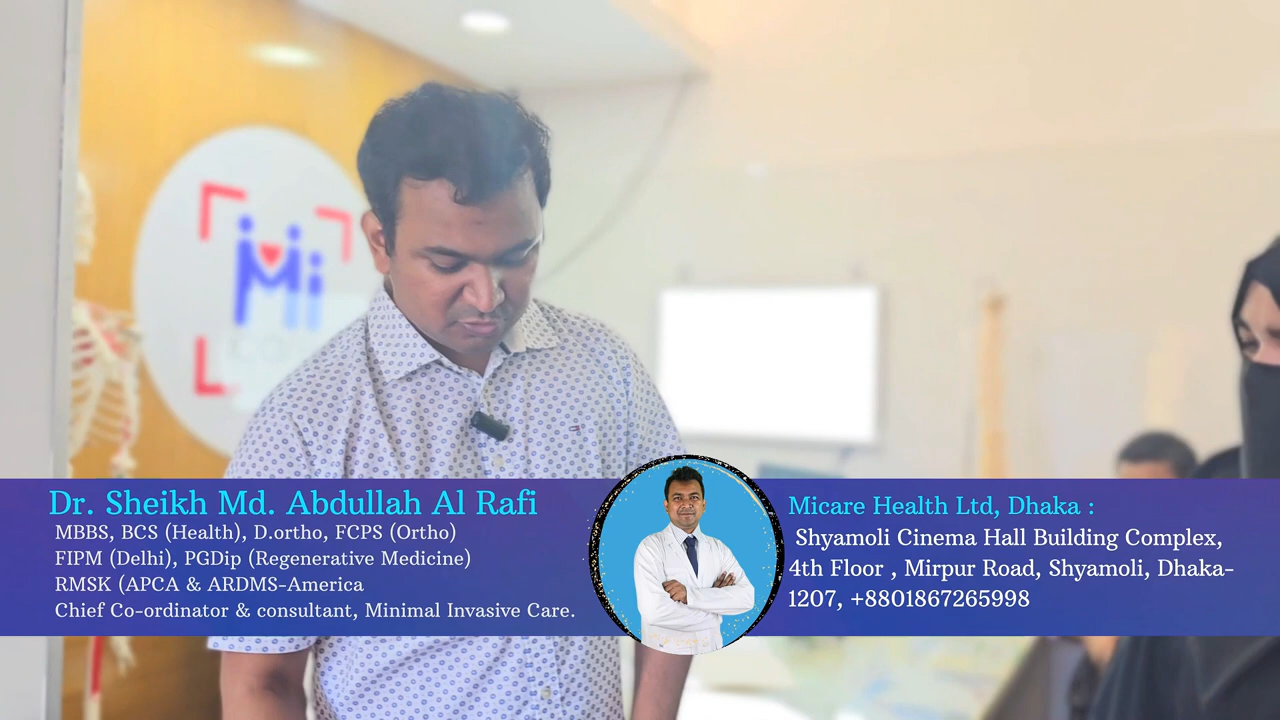 Mi
Dr. Sheikh Md. Abdullah Al Rafi
MBBS, BCS (Health), D.ortho, FCPS (Ortho)
FIPM (Delhi), PGDip (Regenerative Medicine)
RMSK (APCA & ARDMS-America
Chief Co-ordinator & consultant, Minimal Invasive Care.
Micare Health Ltd, Dhaka :
Shyamoli Cinema Hall Building Complex,
4th Floor , Mirpur Road, Shyamoli, Dhaka-
1207, +8801867265998